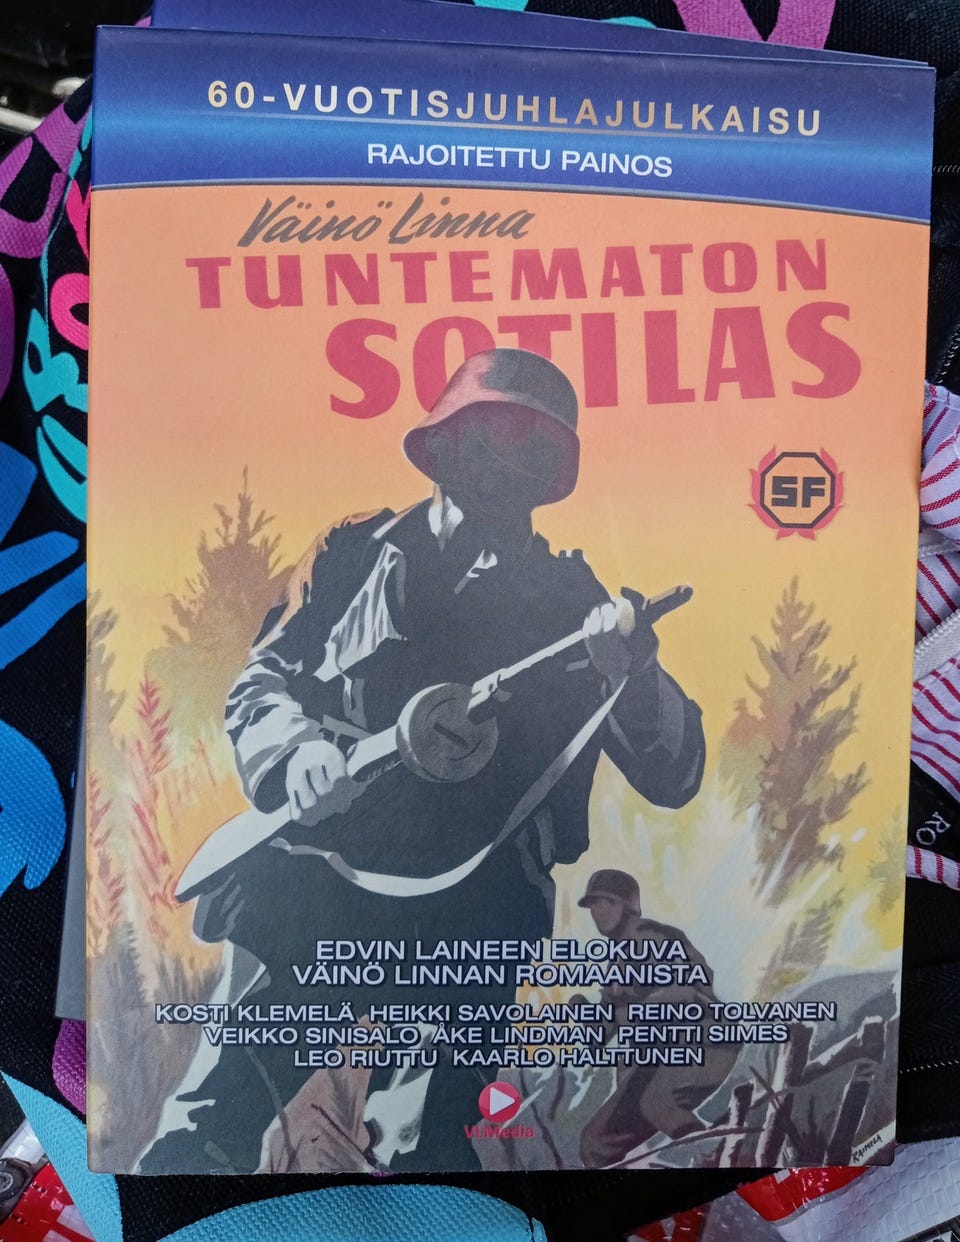 60-VUOTISJUHLAJULKAISU
RAJOITETTU PAINOS
Väinö Linna
TUNTEMATON
SOTILAS
SF
EDVIN LAINEEN ELOKUVA
VÄINÖ LINNAN ROMAANISTA
KOSTI KLEMELÄ HEIKKI SAVOLAINEN REINO TOLVANEN
VEIKKO SINISALO ÅKE LINDMAN PENTTI SIIMES
LEO RIUTTU KAARLO HALTTUNEN
VLMedia
RO